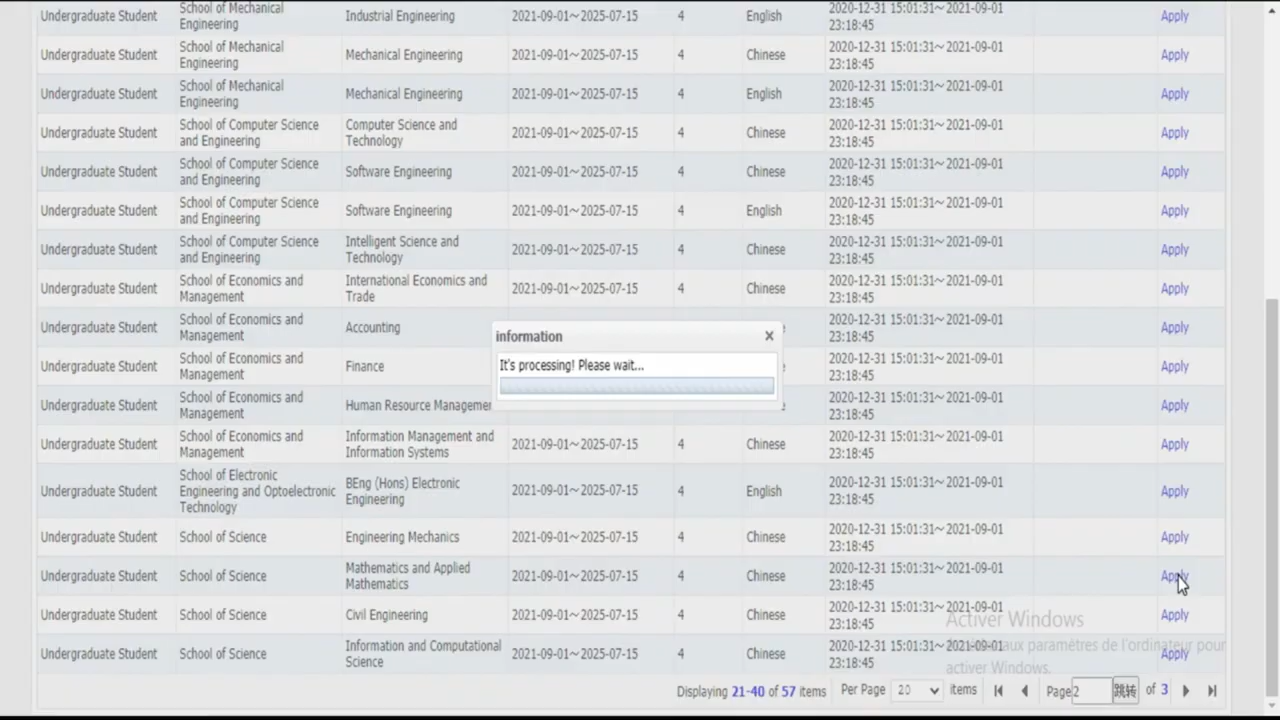 Undergraduate Student School of Mechanical Engineering Industrial Engineering 2021-09-01~2025-07-15 4 English 2020-12-31 15:01:31~2021-09-01 23:18:45 Apply
Undergraduate Student School of Mechanical Engineering Mechanical Engineering 2021-09-01~2025-07-15 4 Chinese 2020-12-31 15:01:31~2021-09-01 23:18:45 Apply
Undergraduate Student School of Mechanical Engineering Mechanical Engineering 2021-09-01~2025-07-15 4 English 2020-12-31 15:01:31~2021-09-01 23:18:45 Apply
Undergraduate Student School of Computer Science and Engineering Computer Science and Technology 2021-09-01~2025-07-15 4 Chinese 2020-12-31 15:01:31~2021-09-01 23:18:45 Apply
Undergraduate Student School of Computer Science and Engineering Software Engineering 2021-09-01~2025-07-15 4 Chinese 2020-12-31 15:01:31~2021-09-01 23:18:45 Apply
Undergraduate Student School of Computer Science and Engineering Software Engineering 2021-09-01~2025-07-15 4 English 2020-12-31 15:01:31~2021-09-01 23:18:45 Apply
Undergraduate Student School of Computer Science and Engineering Intelligent Science and Technology 2021-09-01~2025-07-15 4 Chinese 2020-12-31 15:01:31~2021-09-01 23:18:45 Apply
Undergraduate Student School of Economics and Management International Economics and Trade 2021-09-01~2025-07-15 4 Chinese 2020-12-31 15:01:31~2021-09-01 23:18:45 Apply
Undergraduate Student School of Economics and Management Accounting 2020-12-31 15:01:31~2021-09-01 23:18:45 Apply
information
It's processing! Please wait...
Undergraduate Student School of Economics and Management Finance 2020-12-31 15:01:31~2021-09-01 23:18:45 Apply
Undergraduate Student School of Economics and Management Human Resource Managemen 2020-12-31 15:01:31~2021-09-01 23:18:45 Apply
Undergraduate Student School of Economics and Management Information Management and Information Systems 2021-09-01~2025-07-15 4 Chinese 2020-12-31 15:01:31~2021-09-01 23:18:45 Apply
Undergraduate Student School of Electronic Engineering and Optoelectronic Technology BEng (Hons) Electronic Engineering 2021-09-01~2025-07-15 4 English 2020-12-31 15:01:31~2021-09-01 23:18:45 Apply
Undergraduate Student School of Science Engineering Mechanics 2021-09-01~2025-07-15 4 Chinese 2020-12-31 15:01:31~2021-09-01 23:18:45 Apply
Undergraduate Student School of Science Mathematics and Applied Mathematics 2021-09-01~2025-07-15 4 Chinese 2020-12-31 15:01:31~2021-09-01 23:18:45 Apply
Undergraduate Student School of Science Civil Engineering 2021-09-01~2025-07-15 4 Chinese 2020-12-31 15:01:31~2021-09-01 23:18:45 Apply
Activer Windows
Undergraduate Student School of Science Information and Computational Science 2021-09-01~2025-07-15 4 Chinese 2020-12-31 15:01:31~2021-09-01 23:18:45 Apply
aux paramètres de l'ordinateur pour
activer Windows.
Displaying 21-40 of 57 items Per Page 20 items Page 2 跳转 of 3